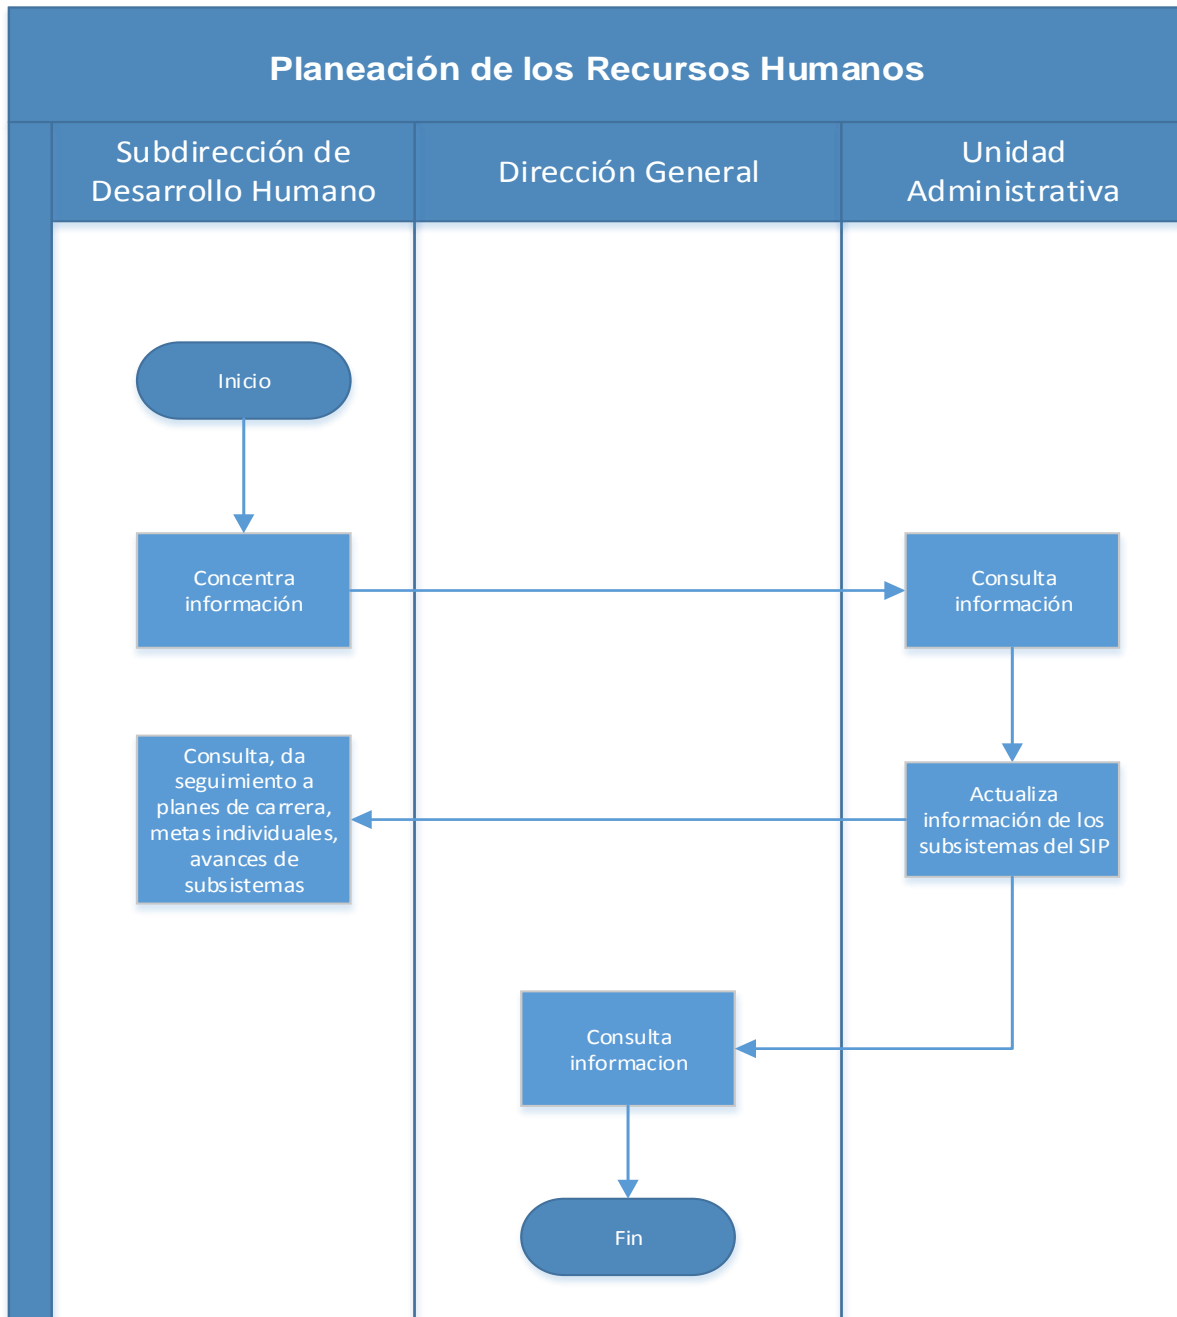 Planeación de los Recursos Humanos
Subdirección de
Desarrollo Humano
Dirección General
Unidad
Administrativa
Inicio
Concentra
información
Consulta
información
Consulta, da
seguimiento a
planes de carrera,
metas individuales,
avances de
subsistemas
Actualiza
información de los
subsistemas del SIP
Consulta
informacion
Fin